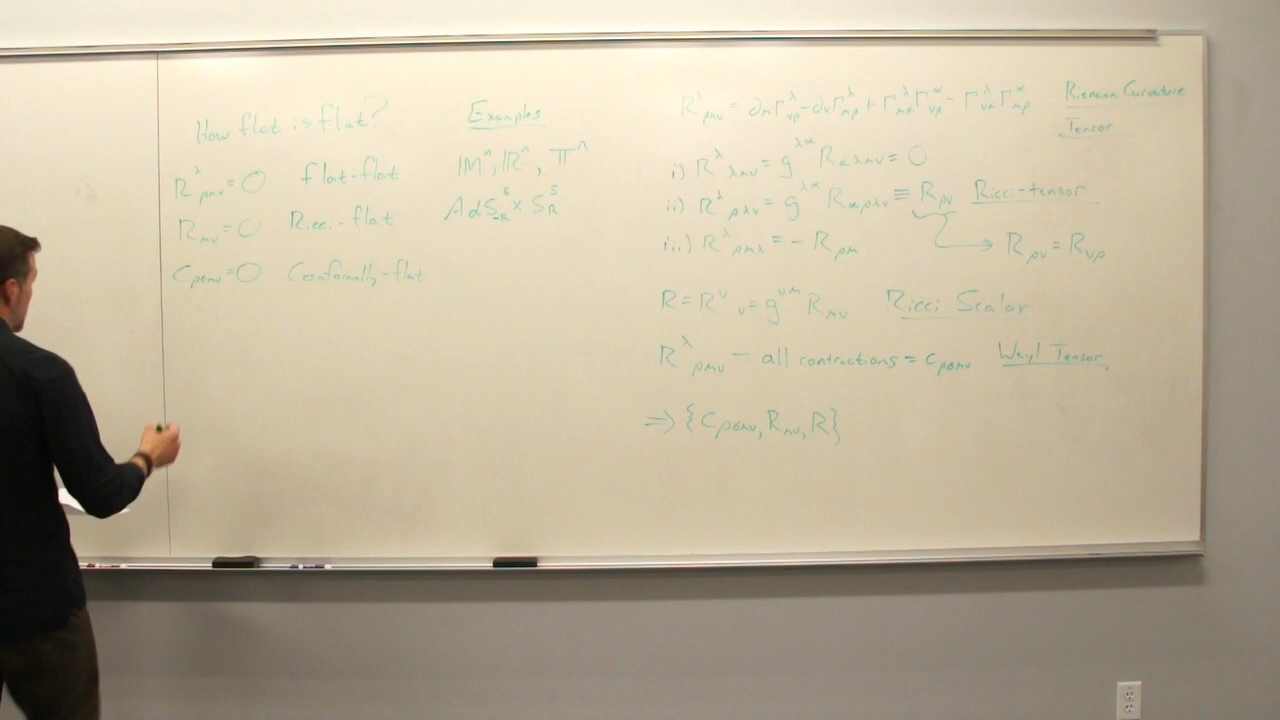 How flat is flat?
R^λ_ρμν = 0 flat-flat
R_μν = 0 Ricci-flat
C_ρσμν = 0 Conformally-flat
Examples
M^n, R^n, T^n
AdS^5_-R × S^5_R
R^λ_ρμν = ∂_μΓ^λ_νρ - ∂_νΓ^λ_μρ + Γ^λ_μαΓ^α_νρ - Γ^λ_ναΓ^α_μρ Riemann Curvature
Tensor
i) R^λ_λμν = g^λα R_αλμν = 0
ii) R^λ_ρλν = g^λα R_αρλν ≡ R_ρν Ricci-tensor
iii) R^λ_ρμλ = - R_ρμ → R_ρν = R_νρ
R = R^ν_ν = g^νμ R_μν Ricci Scalar
R^λ_ρμν - all contractions = C_ρσμν Weyl Tensor
⇒ {C_ρσμν, R_μν, R}